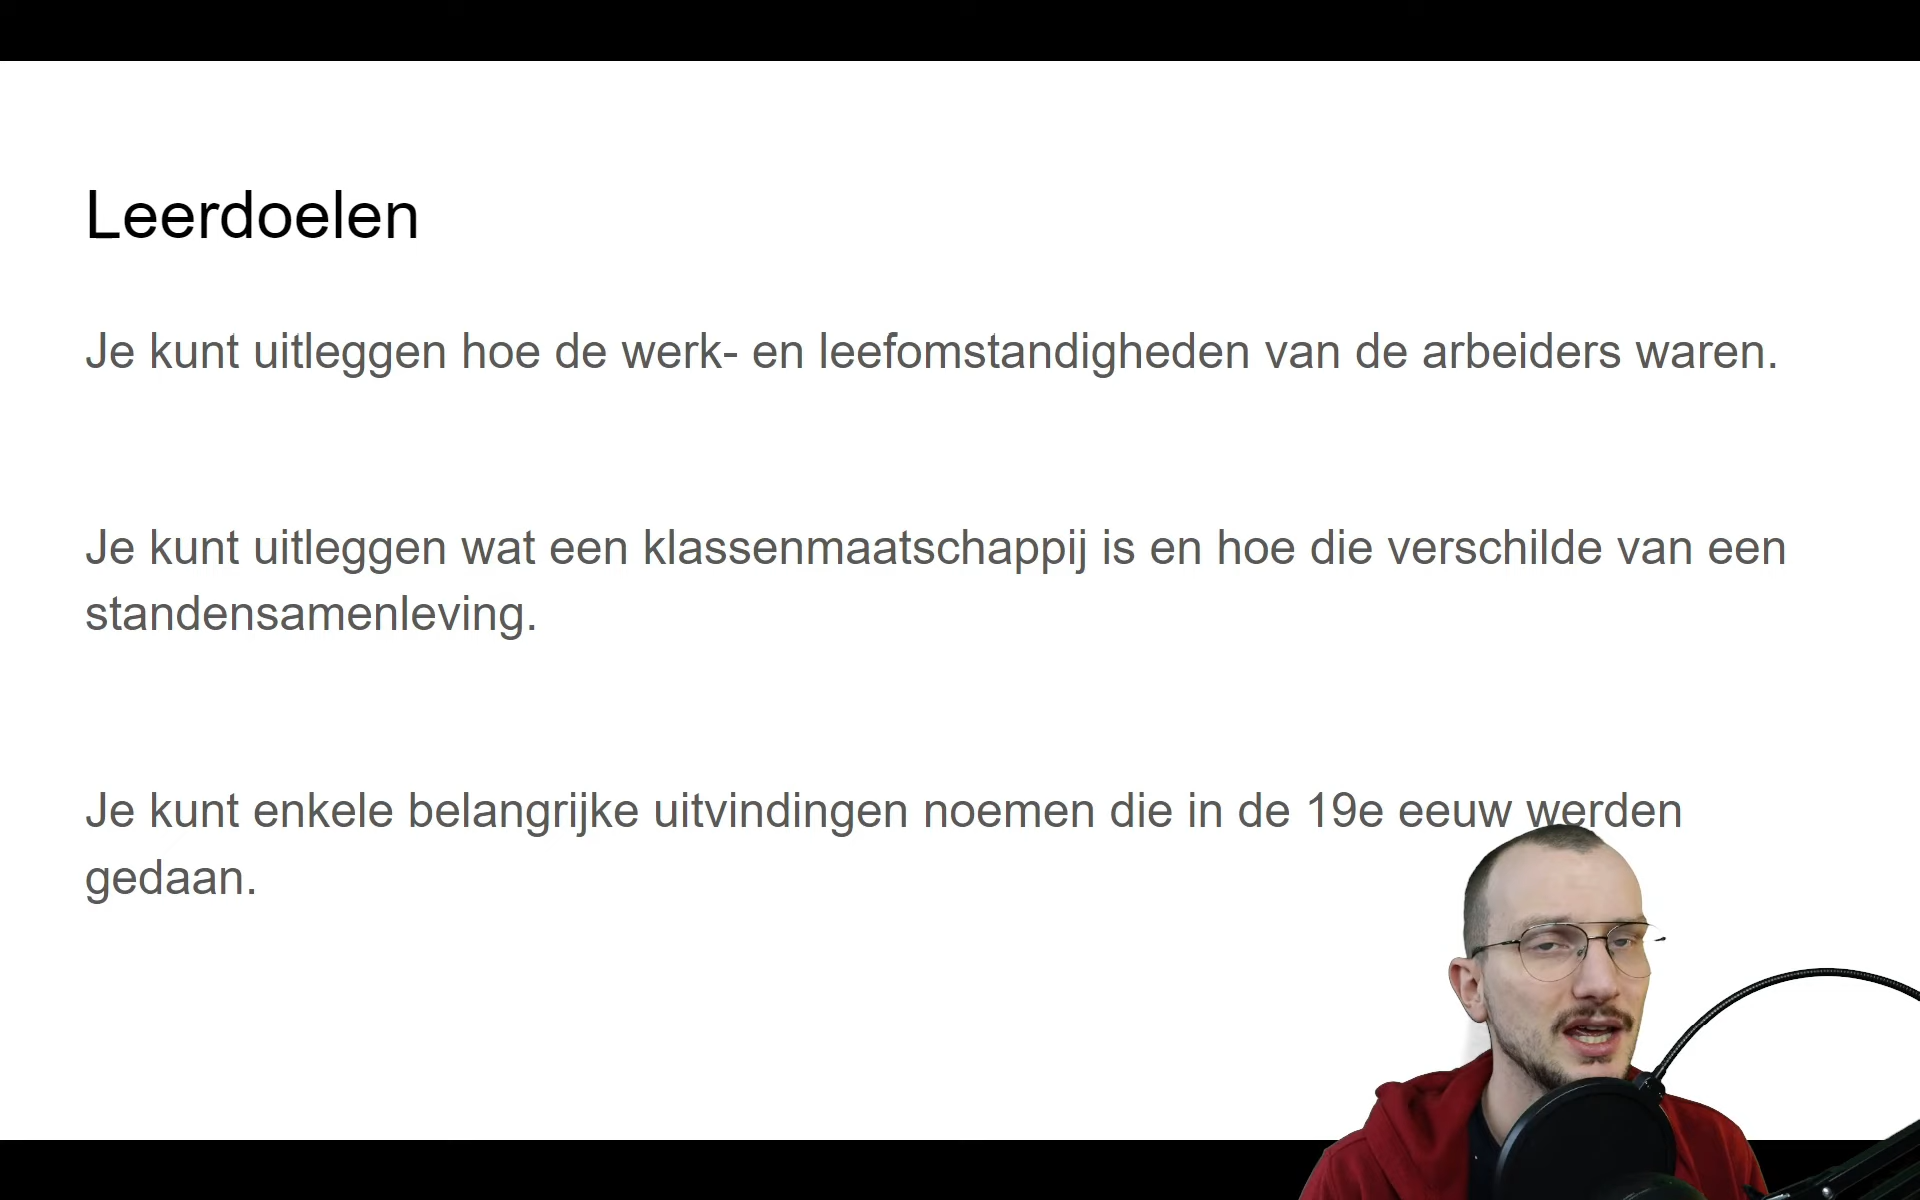 Leerdoelen
Je kunt uitleggen hoe de werk- en leefomstandigheden van de arbeiders waren.
Je kunt uitleggen wat een klassenmaatschappij is en hoe die verschilde van een
standensamenleving.
Je kunt enkele belangrijke uitvindingen noemen die in de 19e eeuw werden
gedaan.